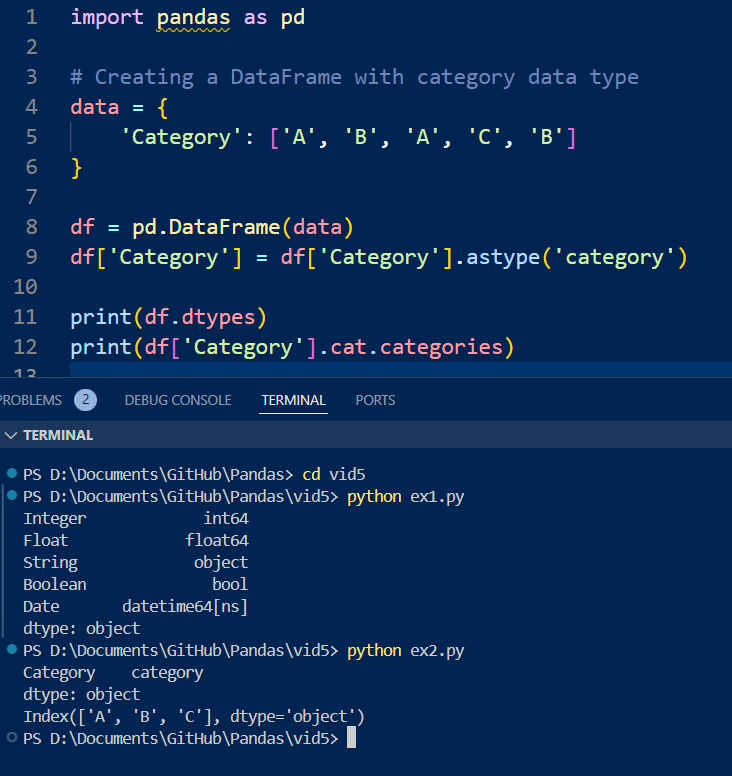 1 import pandas as pd
2
3 # Creating a DataFrame with category data type
4 data = {
5     'Category': ['A', 'B', 'A', 'C', 'B']
6 }
7
8 df = pd.DataFrame(data)
9 df['Category'] = df['Category'].astype('category')
10
11 print(df.dtypes)
12 print(df['Category'].cat.categories)
13
ROBLEMS 2 DEBUG CONSOLE TERMINAL PORTS
TERMINAL
PS D:\Documents\GitHub\Pandas> cd vid5
PS D:\Documents\GitHub\Pandas\vid5> python ex1.py
Integer             int64
Float             float64
String             object
Boolean              bool
Date       datetime64[ns]
dtype: object
PS D:\Documents\GitHub\Pandas\vid5> python ex2.py
Category    category
dtype: object
Index(['A', 'B', 'C'], dtype='object')
PS D:\Documents\GitHub\Pandas\vid5>